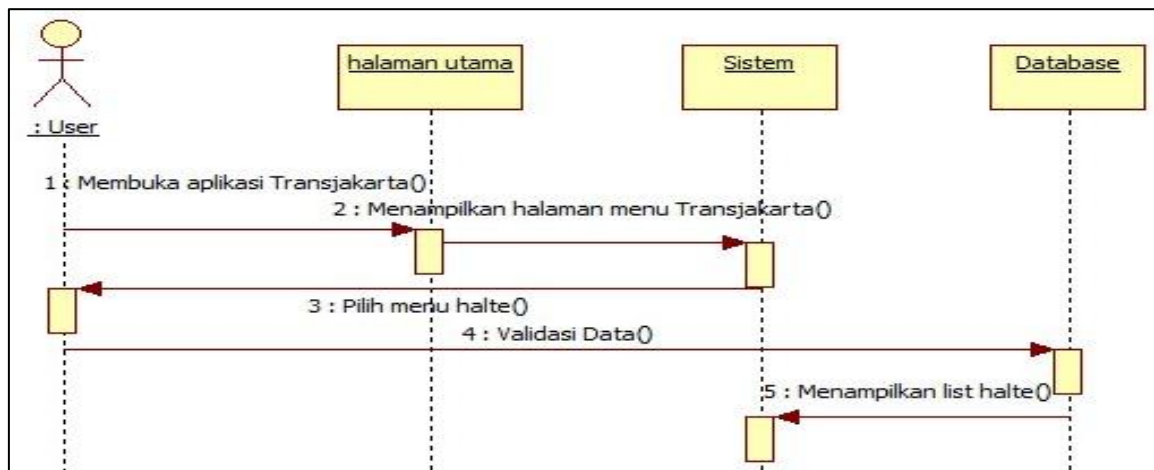 halaman utama
Sistem
Database
: User
1 : Membuka aplikasi Transjakarta()
2 : Menampilkan halaman menu Transjakarta()
3 : Pilih menu halte()
4 : Validasi Data()
5 : Menampilkan list halte()